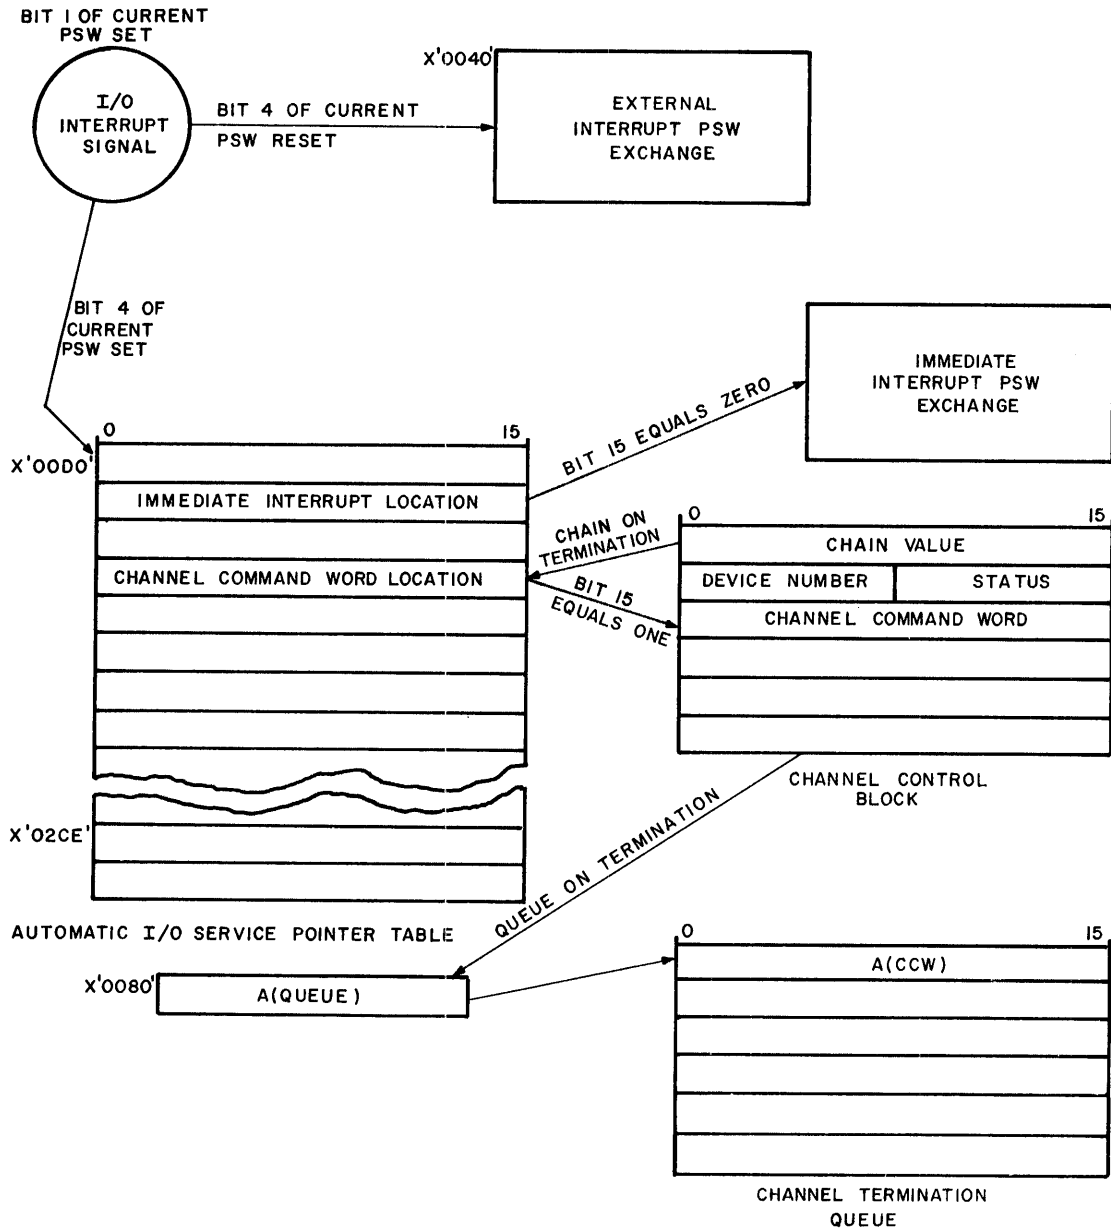 BIT 1 OF CURRENT
PSW SET
I/O
INTERRUPT
SIGNAL
BIT 4 OF CURRENT
PSW RESET
X'0040'
EXTERNAL
INTERRUPT PSW
EXCHANGE
BIT 4 OF
CURRENT
PSW SET
IMMEDIATE
INTERRUPT PSW
EXCHANGE
BIT 15 EQUALS ZERO
0
15
X'00D0'
IMMEDIATE INTERRUPT LOCATION
CHANNEL COMMAND WORD LOCATION
CHAIN ON
TERMINATION
BIT 15
EQUALS ONE
0
15
CHAIN VALUE
DEVICE NUMBER
STATUS
CHANNEL COMMAND WORD
CHANNEL CONTROL
BLOCK
X'02CE'
QUEUE ON TERMINATION
AUTOMATIC I/O SERVICE POINTER TABLE
X'0080'
A(QUEUE)
0
15
A(CCW)
CHANNEL TERMINATION
QUEUE